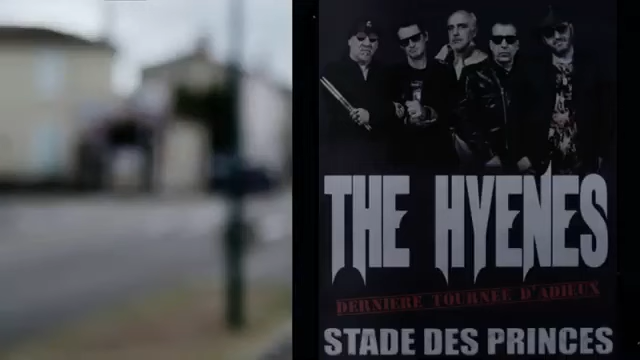 THE HYENES
DERNIERE TOURNEE D'ADIEUX
STADE DES PRINCES